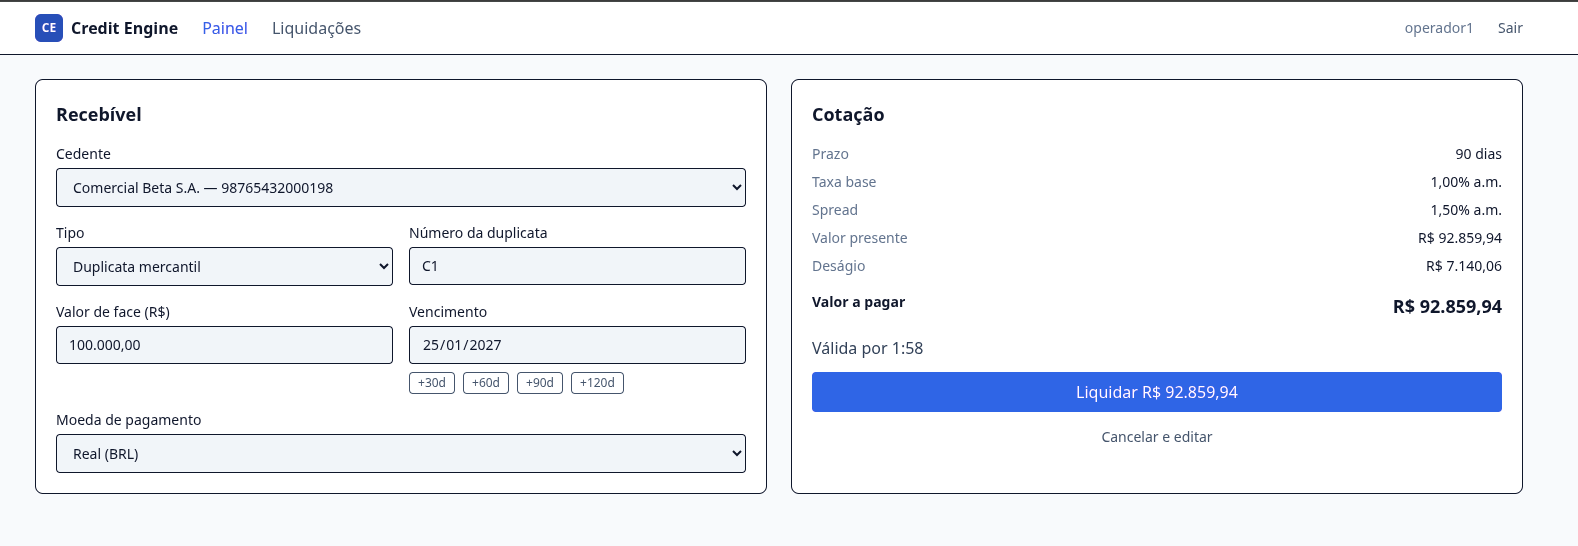 CE Credit Engine Painel Liquidações operador1 Sair
Recebível
Cedente
Comercial Beta S.A. — 98765432000198
Tipo Número da duplicata
Duplicata mercantil C1
Valor de face (R$) Vencimento
100.000,00 25/01/2027
+30d +60d +90d +120d
Moeda de pagamento
Real (BRL)
Cotação
Prazo 90 dias
Taxa base 1,00% a.m.
Spread 1,50% a.m.
Valor presente R$ 92.859,94
Deságio R$ 7.140,06
Valor a pagar R$ 92.859,94
Válida por 1:58
Liquidar R$ 92.859,94
Cancelar e editar